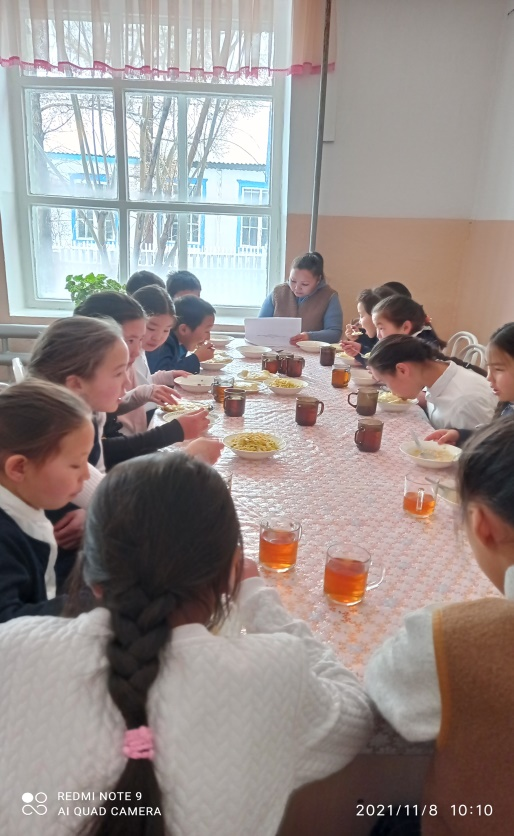 REDMI NOTE 9
AI QUAD CAMERA
2021/11/8 10:10